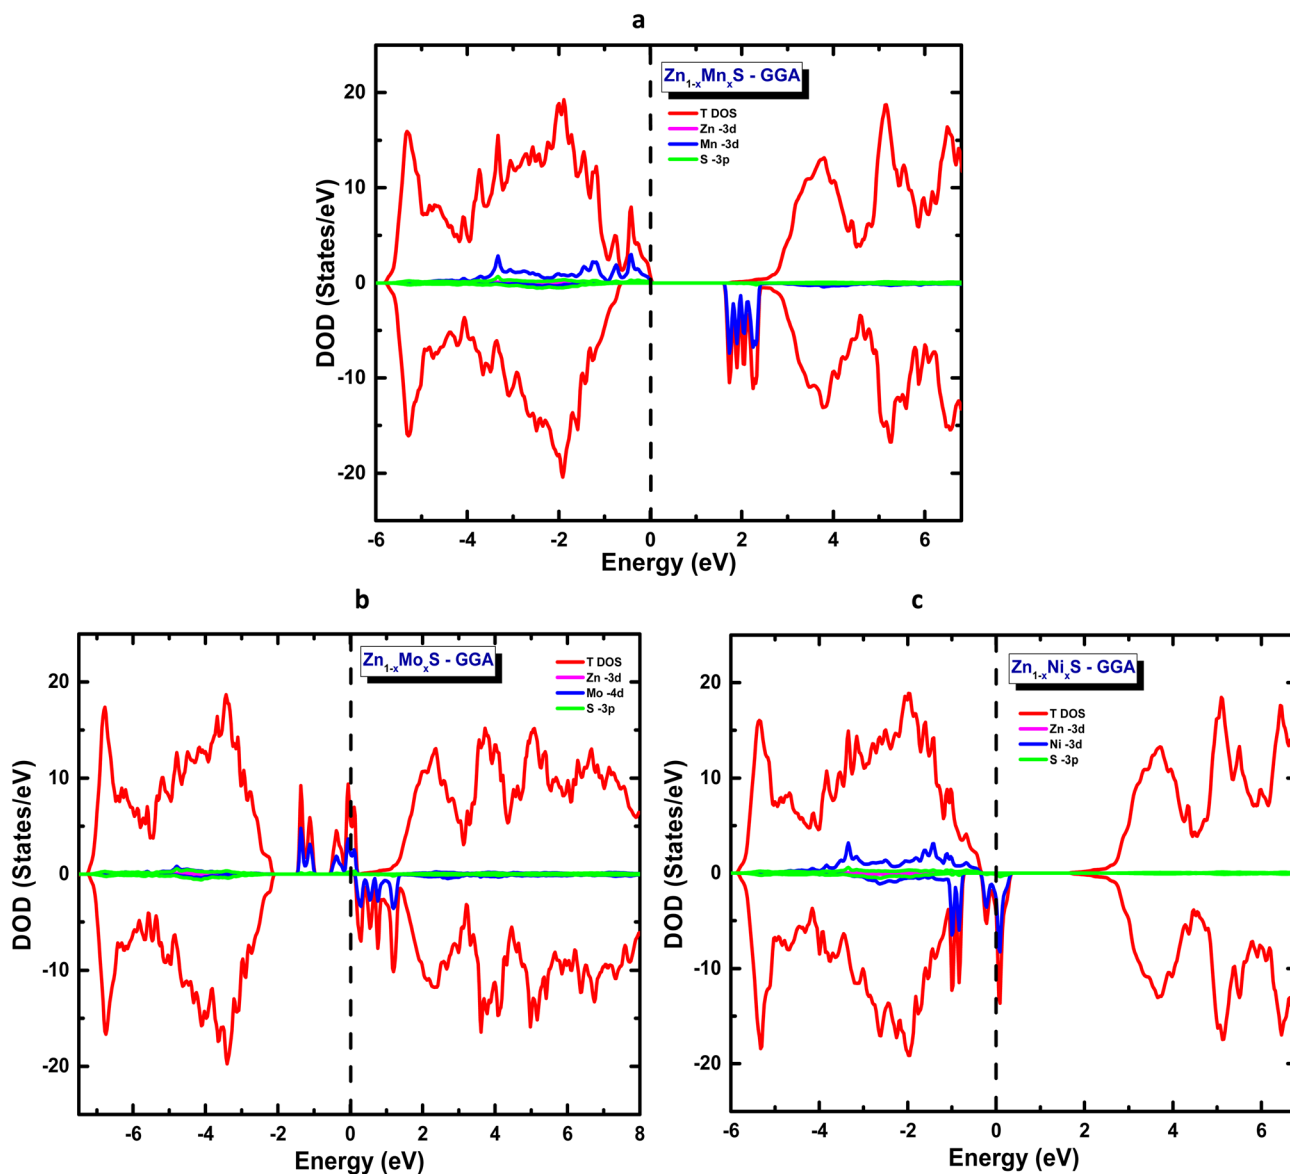 a
Zn1-xMnxS - GGA
T DOS
Zn -3d
Mn -3d
S -3p
20
10
0
-10
-20
DOD (States/eV)
-6
-4
-2
0
2
4
6
Energy (eV)
b
Zn1-xMoxS - GGA
T DOS
Zn -3d
Mo -4d
S -3p
20
10
0
-10
-20
DOD (States/eV)
-6
-4
-2
0
2
4
6
8
Energy (eV)
c
Zn1-xNixS - GGA
T DOS
Zn -3d
Ni -3d
S -3p
20
10
0
-10
-20
DOD (States/eV)
-6
-4
-2
0
2
4
6
Energy (eV)